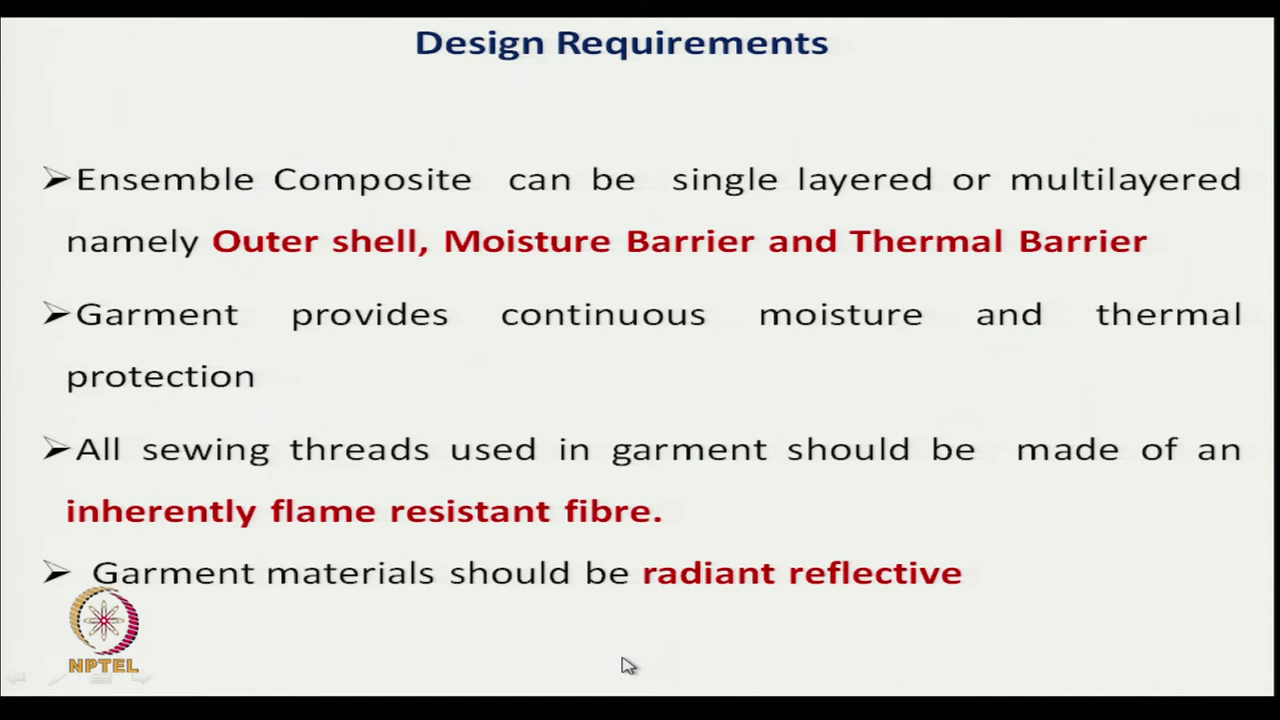 Design Requirements
➢Ensemble Composite can be single layered or multilayered
namely Outer shell, Moisture Barrier and Thermal Barrier
➢Garment provides continuous moisture and thermal
protection
➢All sewing threads used in garment should be made of an
inherently flame resistant fibre.
➢ Garment materials should be radiant reflective
NPTEL